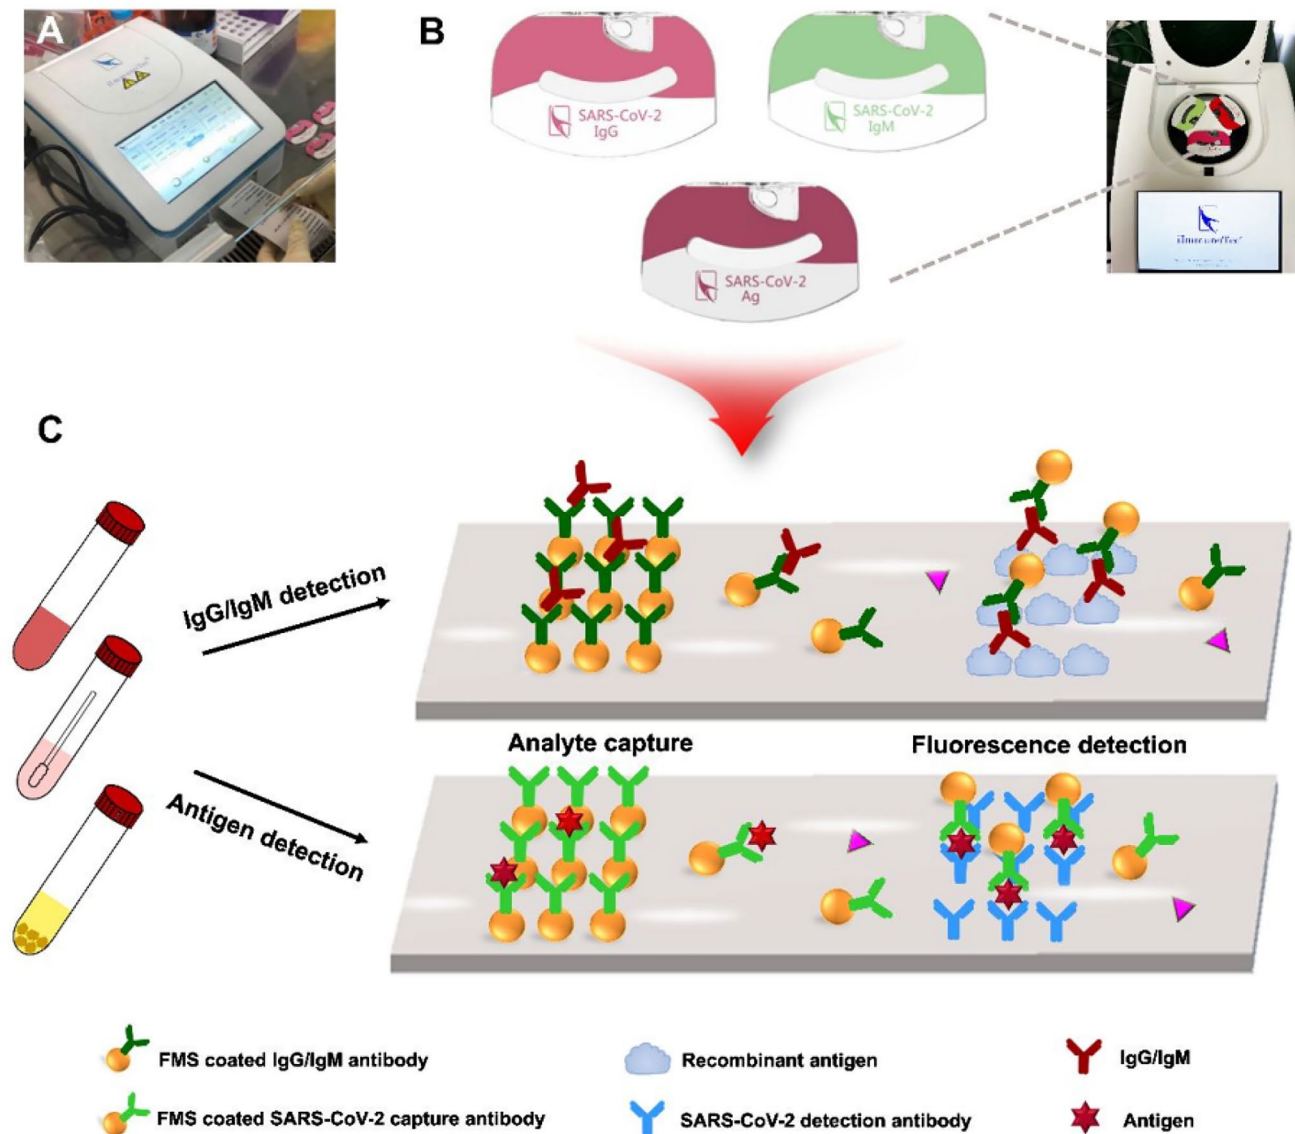 A
B
SARS-CoV-2
IgG
SARS-CoV-2
IgM
SARS-CoV-2
Ag
C
IgG/IgM detection
Analyte capture
Fluorescence detection
Antigen detection
FMS coated IgG/IgM antibody
Recombinant antigen
IgG/IgM
FMS coated SARS-CoV-2 capture antibody
SARS-CoV-2 detection antibody
Antigen